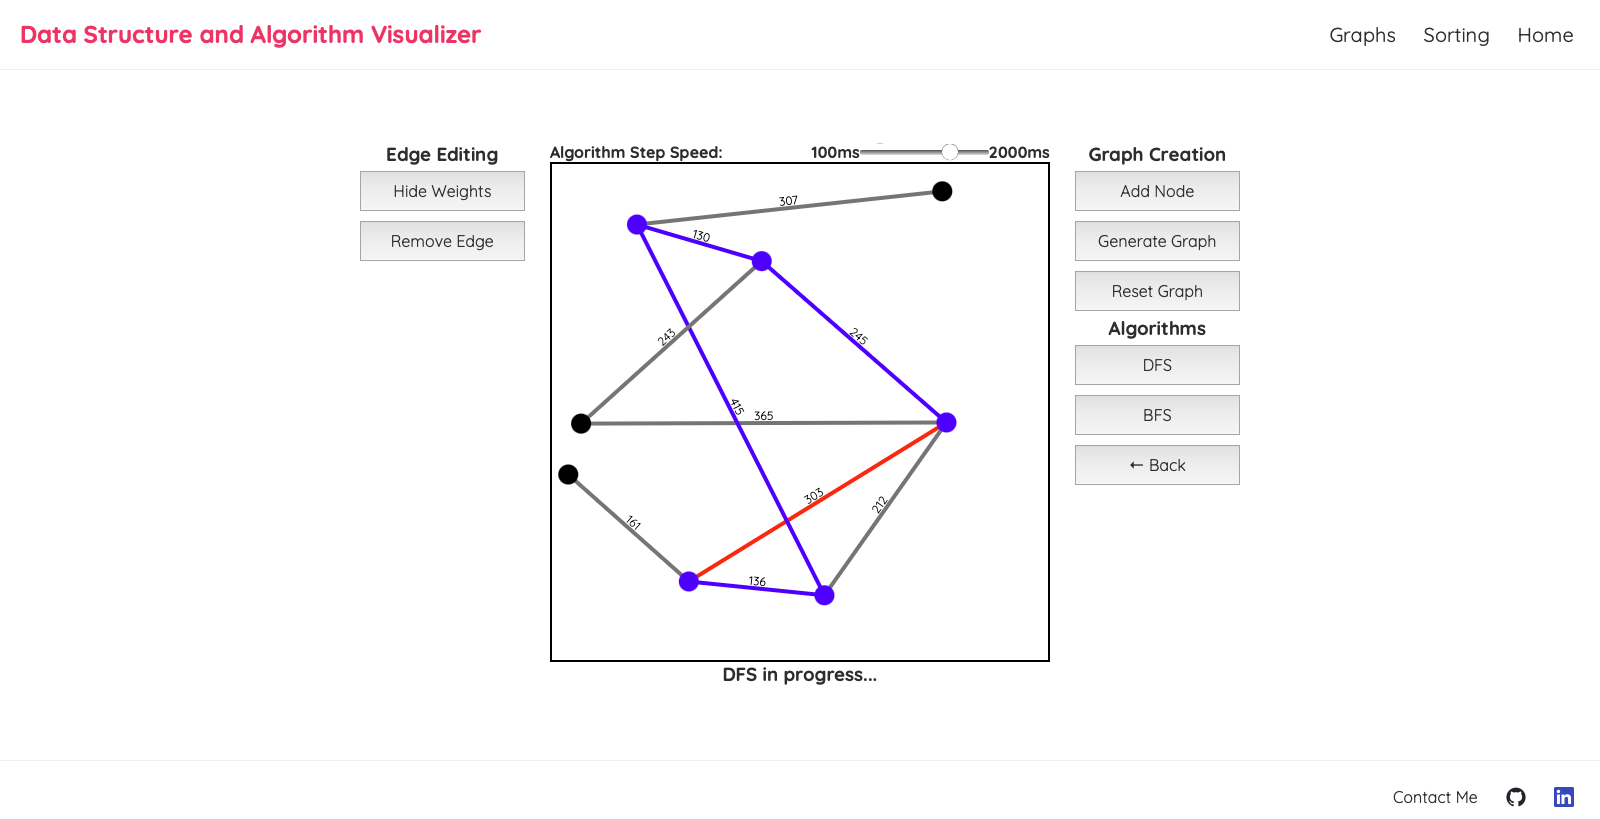 Data Structure and Algorithm Visualizer
Graphs Sorting Home
Edge Editing
Hide Weights
Remove Edge
Algorithm Step Speed: 100ms 2000ms
307
130
243
245
415
365
303
212
161
136
DFS in progress...
Graph Creation
Add Node
Generate Graph
Reset Graph
Algorithms
DFS
BFS
← Back
Contact Me
in